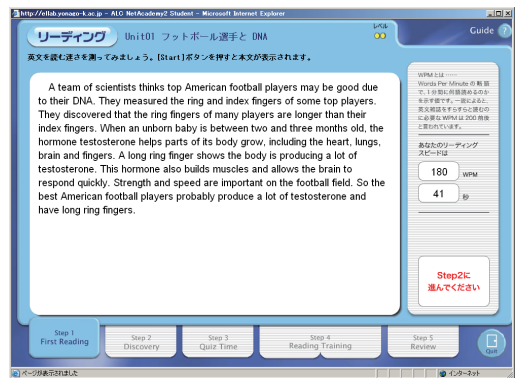 http://ellab.yonago-k.ac.jp - ALC NetAcademy2 Student - Microsoft Internet Explorer
リーディング Unit01 フットボール選手と DNA
レベル
Guide ?
英文を読む速さを測ってみましょう。[Start]ボタンを押すと本文が表示されます。
A team of scientists thinks top American football players may be good due
to their DNA. They measured the ring and index fingers of some top players.
They discovered that the ring fingers of many players are longer than their
index fingers. When an unborn baby is between two and three months old, the
hormone testosterone helps parts of its body grow, including the heart, lungs,
brain and fingers. A long ring finger shows the body is producing a lot of
testosterone. This hormone also builds muscles and allows the brain to
respond quickly. Strength and speed are important on the football field. So the
best American football players probably produce a lot of testosterone and
have long ring fingers.
WPMとは……
Words Per Minute の略語
で、1分間に何語読めるのか
を示す値です。一説によると、
英文雑誌をすらすらと読むの
に必要な WPM は 200 前後
と言われています。
あなたのリーディング
スピードは
180 WPM
41 秒
Step2に
進んでください
Step 1
First Reading
Step 2
Discovery
Step 3
Quiz Time
Step 4
Reading Training
Step 5
Review
Quit
ページが表示されました
インターネット